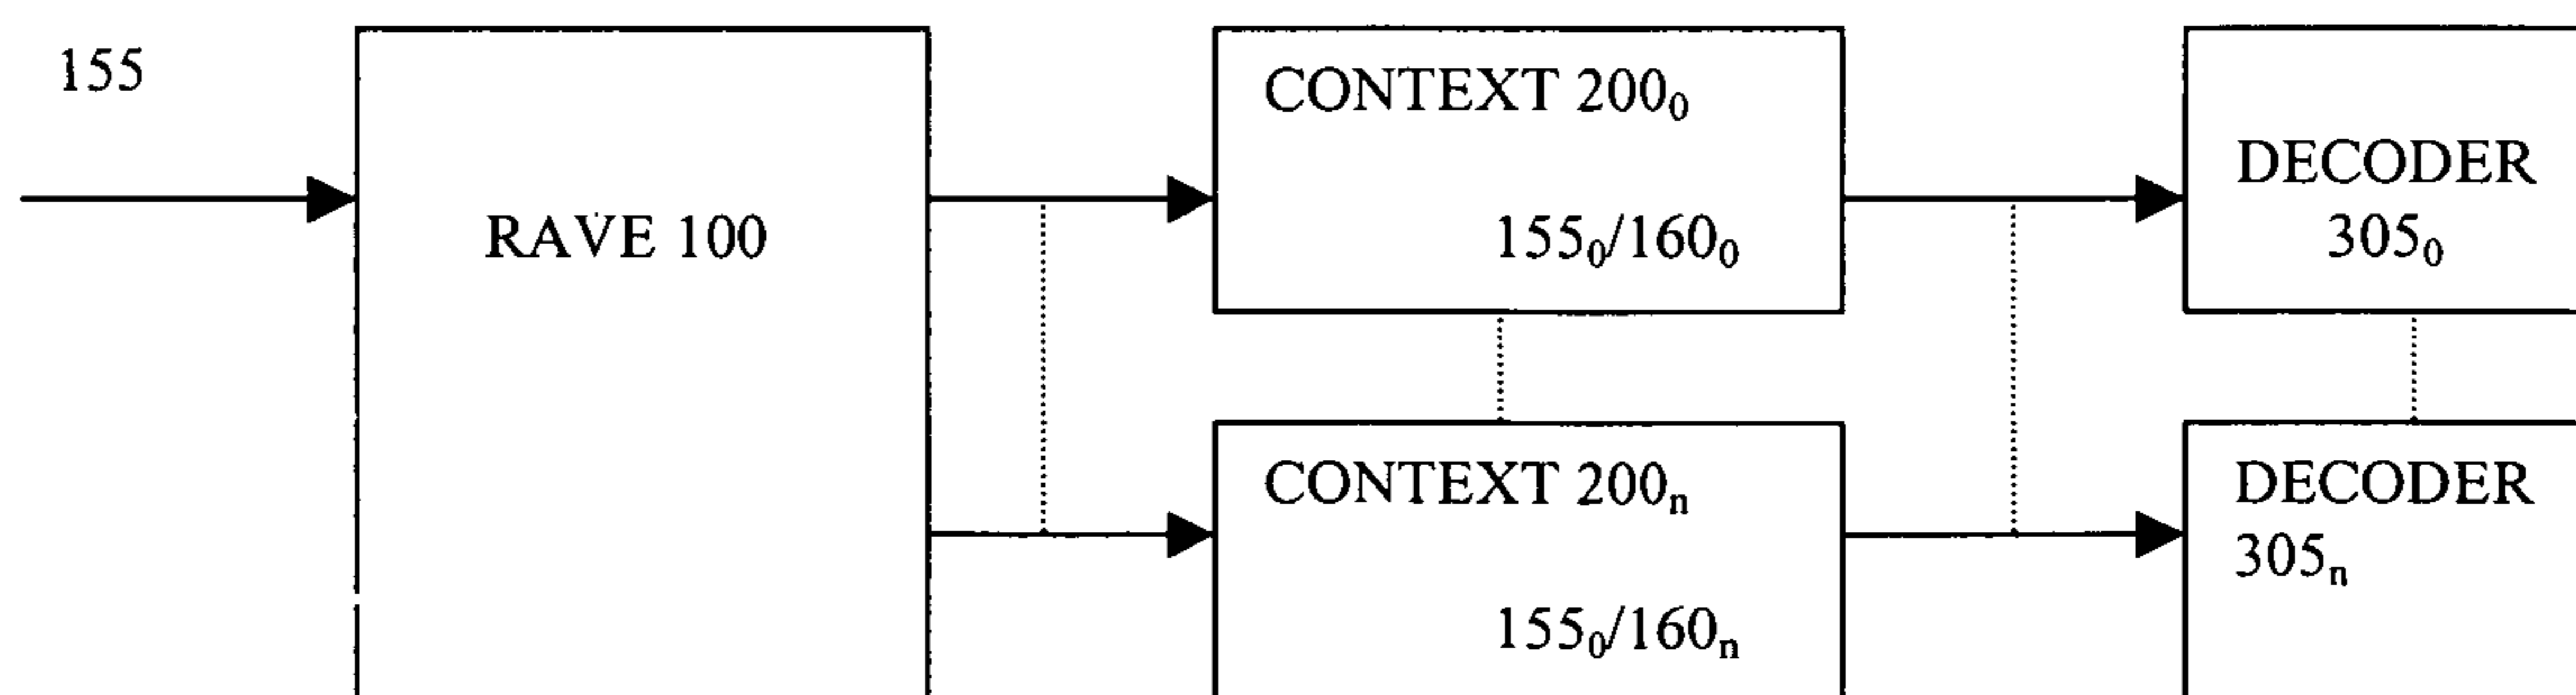 155
RAVE 100
CONTEXT 200₀
155₀/160₀
DECODER
305₀
CONTEXT 200ₙ
155₀/160ₙ
DECODER
305ₙ